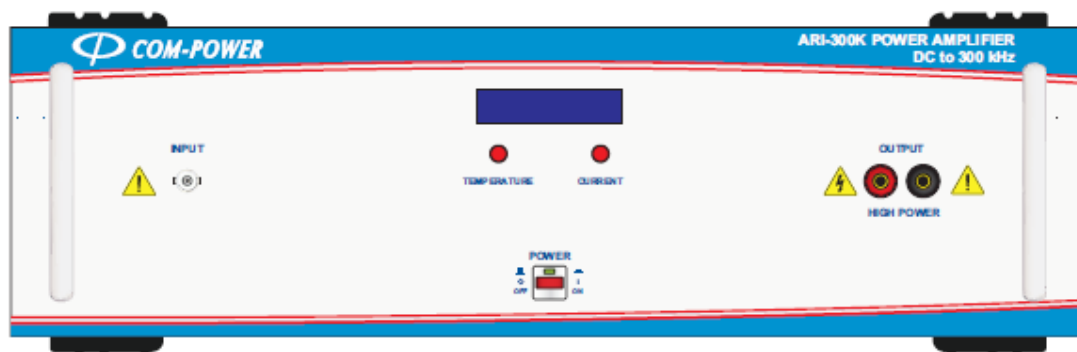 COM-POWER
ARI-300K POWER AMPLIFIER
DC to 300 kHz
INPUT
TEMPERATURE
CURRENT
OUTPUT
HIGH POWER
POWER
O
OFF
I
ON